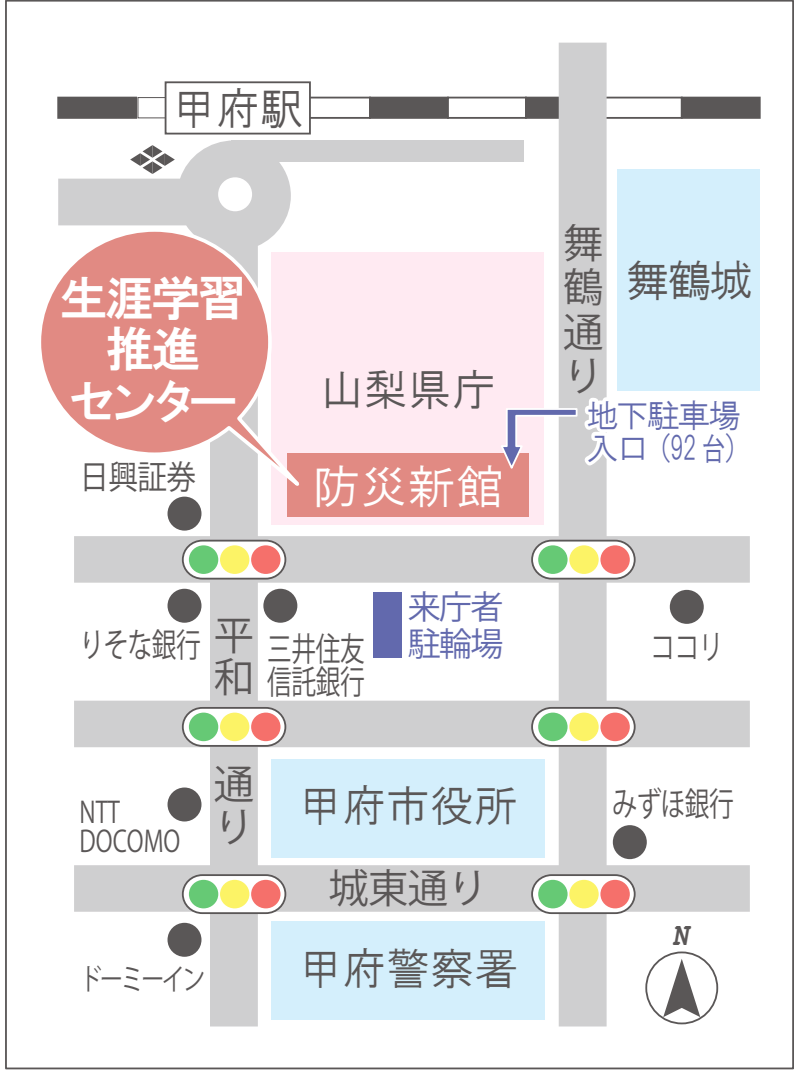 甲府駅
舞鶴通り
舞鶴城
生涯学習
推進
センター
山梨県庁
地下駐車場
入口（92台）
防災新館
日興証券
りそな銀行
平和通り
三井住友
信託銀行
来庁者
駐輪場
ココリ
NTT
DOCOMO
甲府市役所
みずほ銀行
城東通り
ドーミーイン
甲府警察署
N